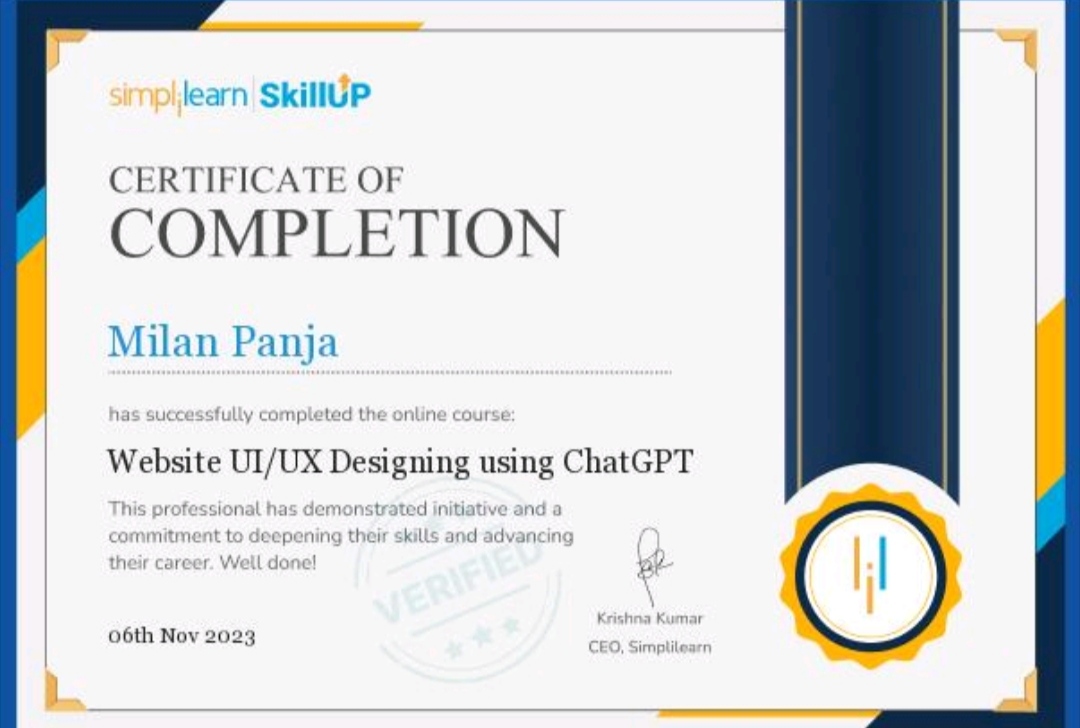 simplilearn | SkillUP
CERTIFICATE OF
COMPLETION
Milan Panja
has successfully completed the online course:
Website UI/UX Designing using ChatGPT
This professional has demonstrated initiative and a
commitment to deepening their skills and advancing
their career. Well done!
VERIFIED
Krishna Kumar
CEO, Simplilearn
06th Nov 2023